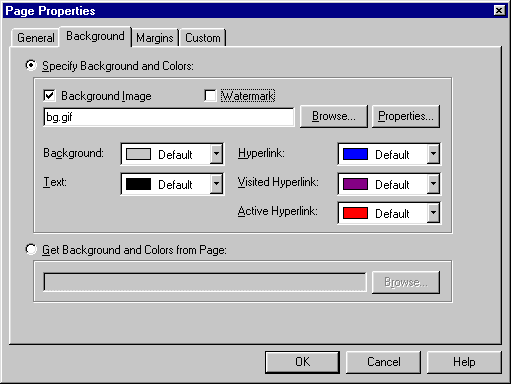 Page Properties
General Background Margins Custom
Specify Background and Colors:
Background Image Watermark
bg.gif Browse... Properties...
Background: Default Hyperlink: Default
Text: Default Visited Hyperlink: Default
Active Hyperlink: Default
Get Background and Colors from Page:
Browse...
OK Cancel Help